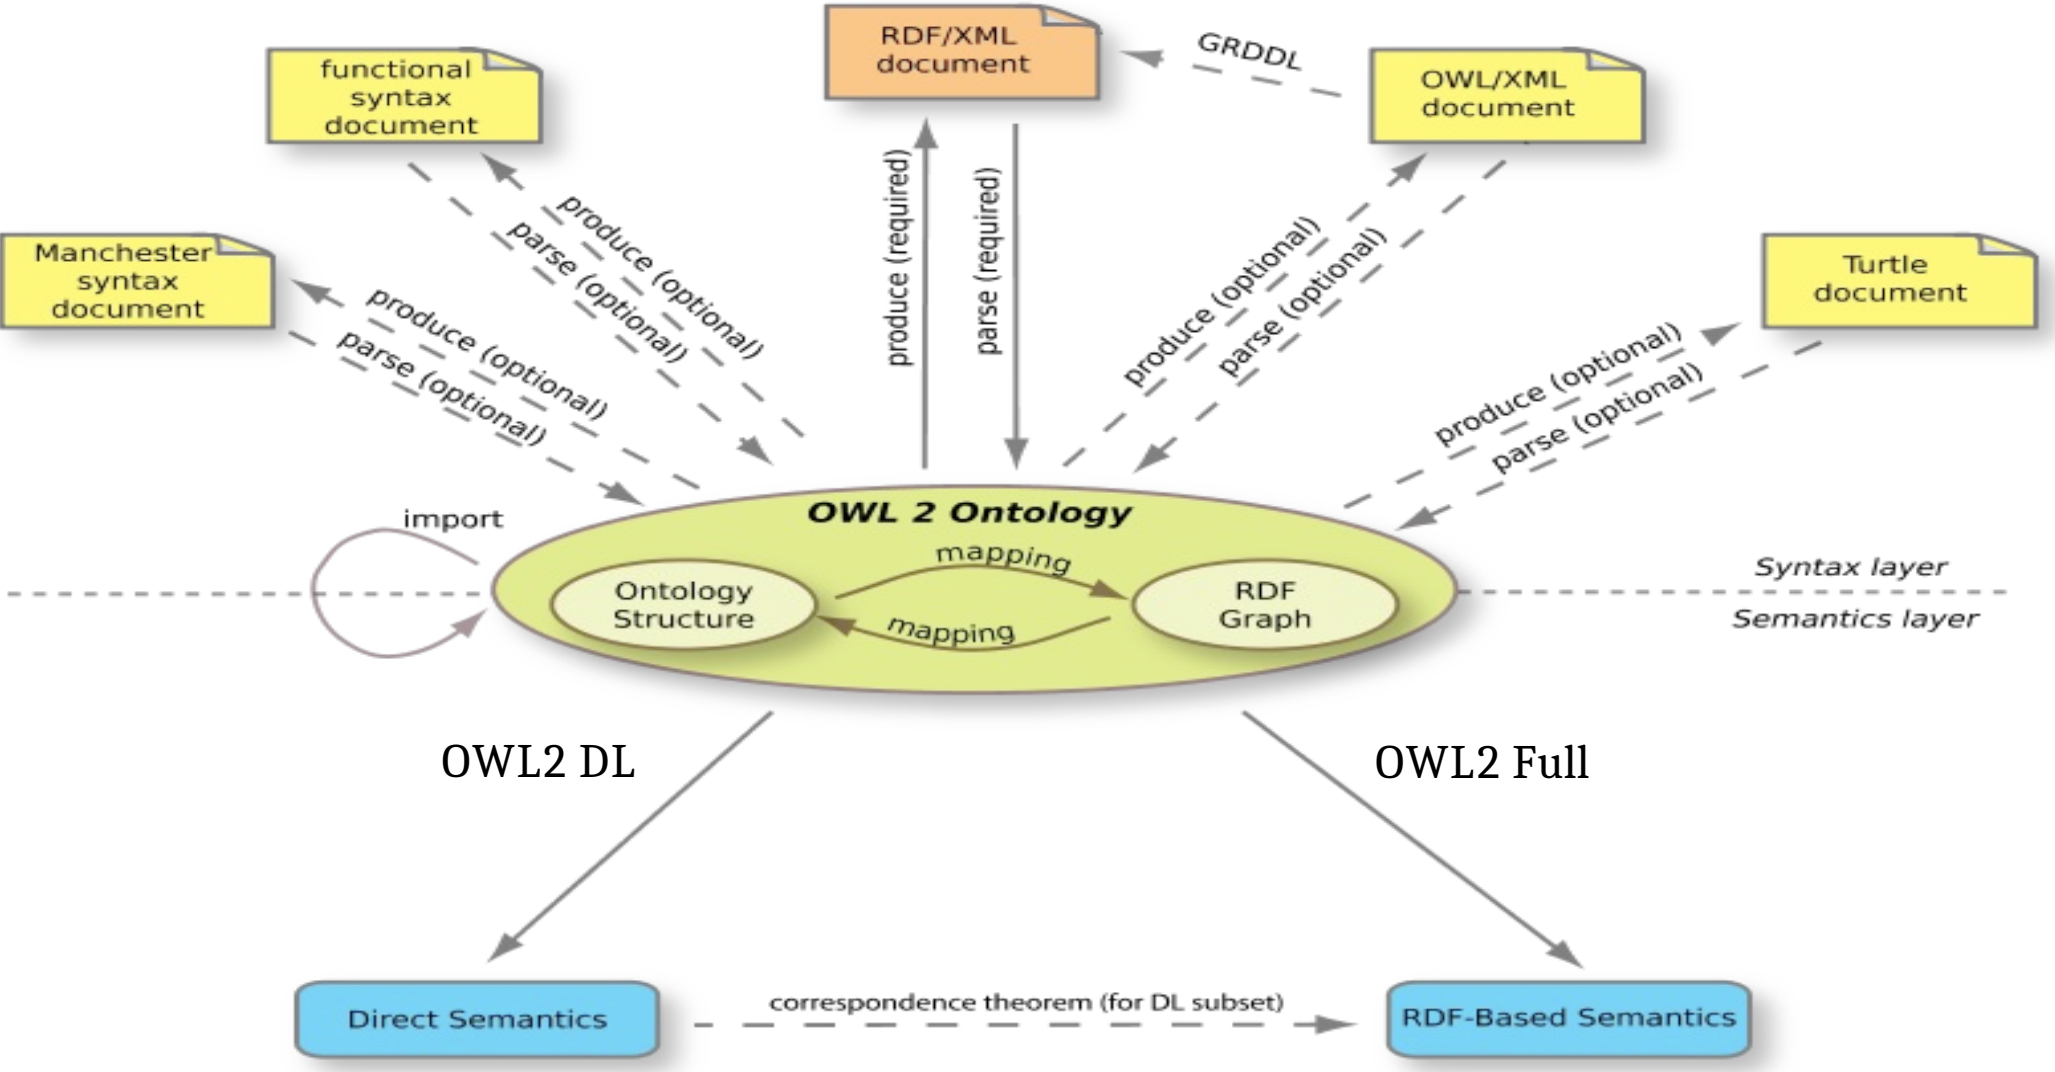 RDF/XML
document
GRDDL
functional
syntax
document
OWL/XML
document
Manchester
syntax
document
Turtle
document
produce (optional)
parse (optional)
produce (optional)
parse (optional)
produce (required)
parse (required)
produce (optional)
parse (optional)
produce (optional)
parse (optional)
import
OWL 2 Ontology
mapping
Ontology
Structure
RDF
Graph
mapping
Syntax layer
Semantics layer
OWL2 DL
OWL2 Full
Direct Semantics
correspondence theorem (for DL subset)
RDF-Based Semantics